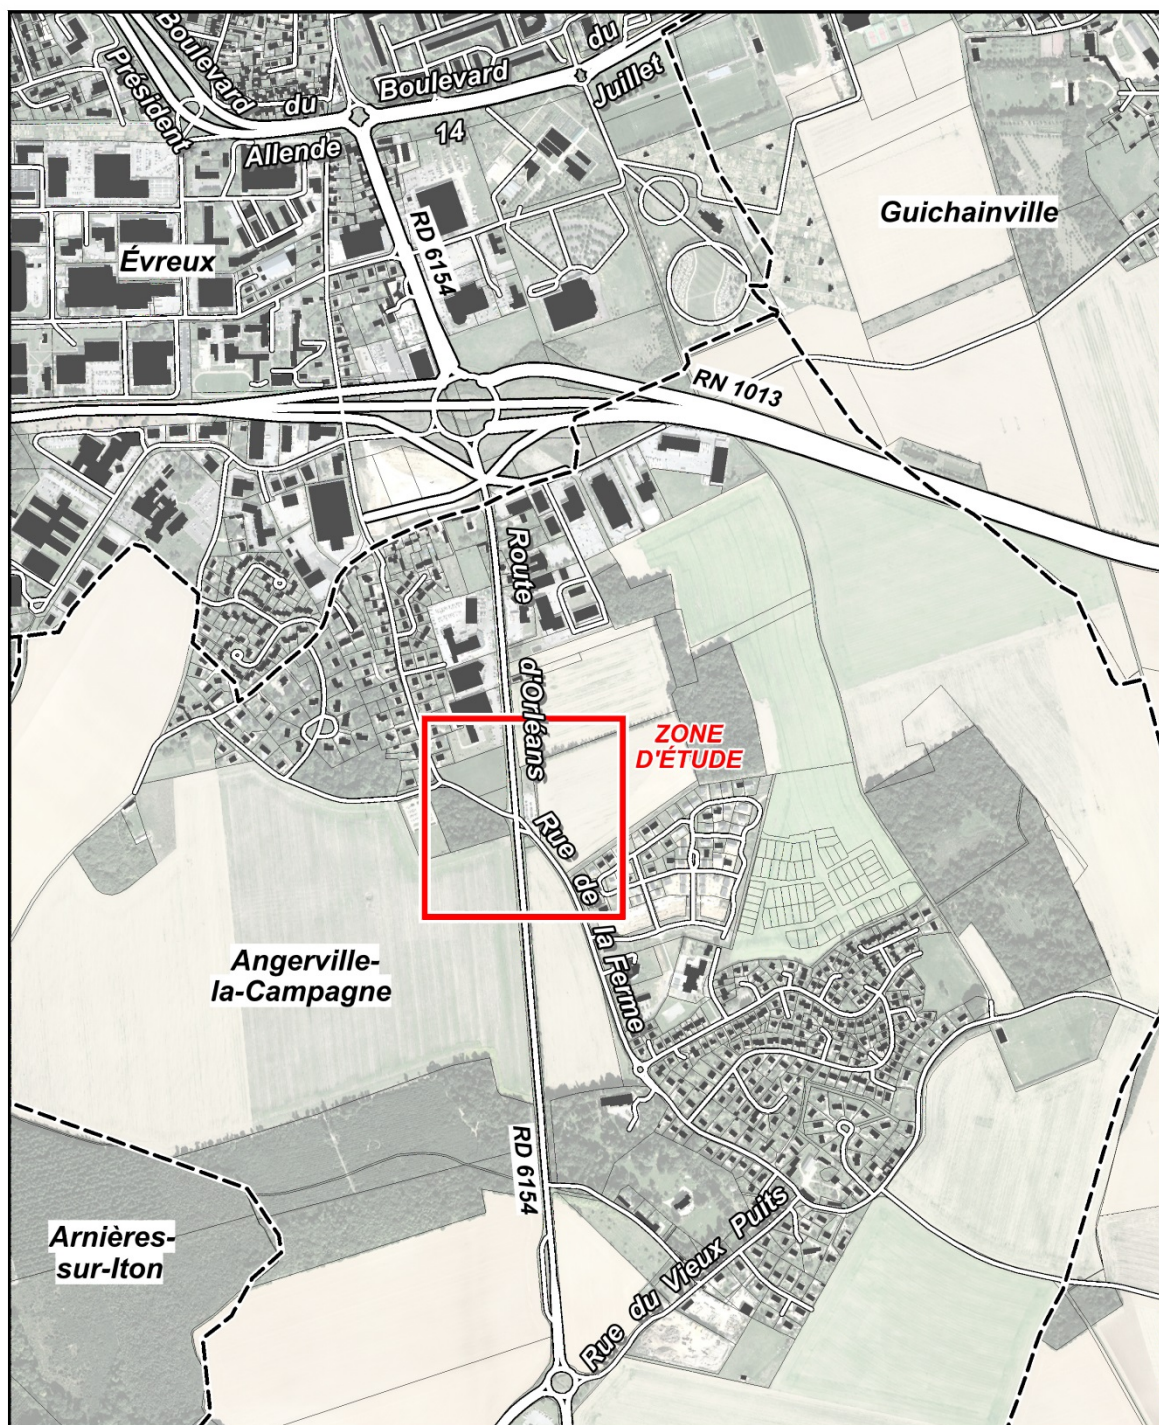 Boulevard
du
Président
Allende
Boulevard
du
14
Juillet
RD 6154
Évreux
Guichainville
RN 1013
Route
d'Orléans
ZONE
D'ÉTUDE
Rue
de
la Ferme
Angerville-
la-Campagne
RD 6154
Arnières-
sur-Iton
Rue du Vieux Puits